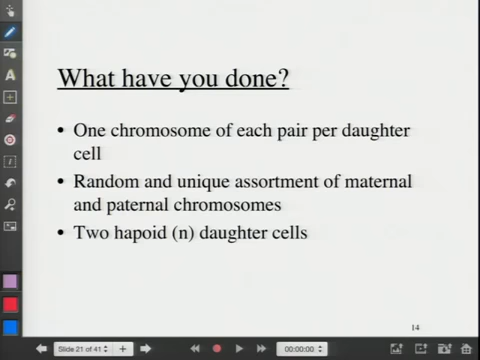 What have you done?
• One chromosome of each pair per daughter
cell
• Random and unique assortment of maternal
and paternal chromosomes
• Two hapoid (n) daughter cells
14
Slide 21 of 41
00:00:00